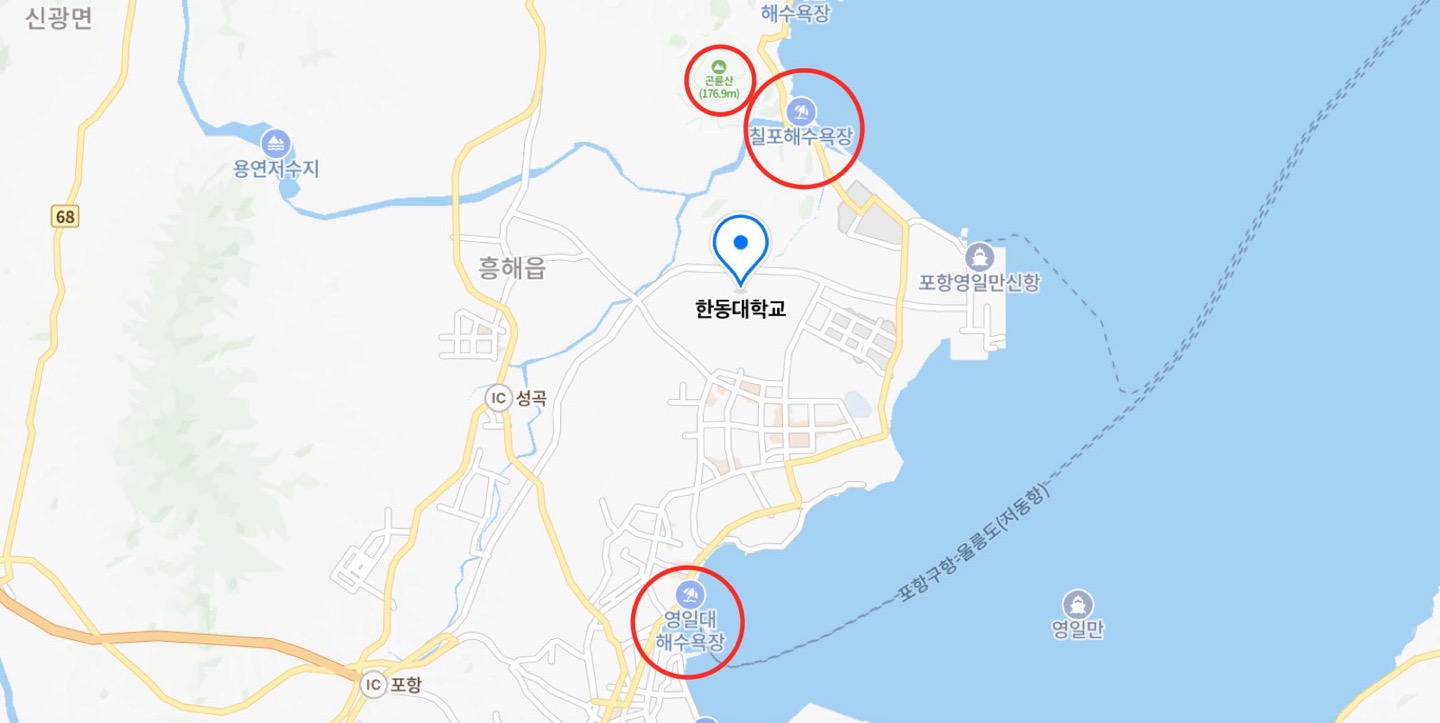 신광면
해수욕장
곤륜산
(176.9m)
칠포해수욕장
용연저수지
68
흥해읍
포항영일만신항
한동대학교
IC 성곡
포항구항-울릉도(저동항)
영일대
해수욕장
영일만
IC 포항